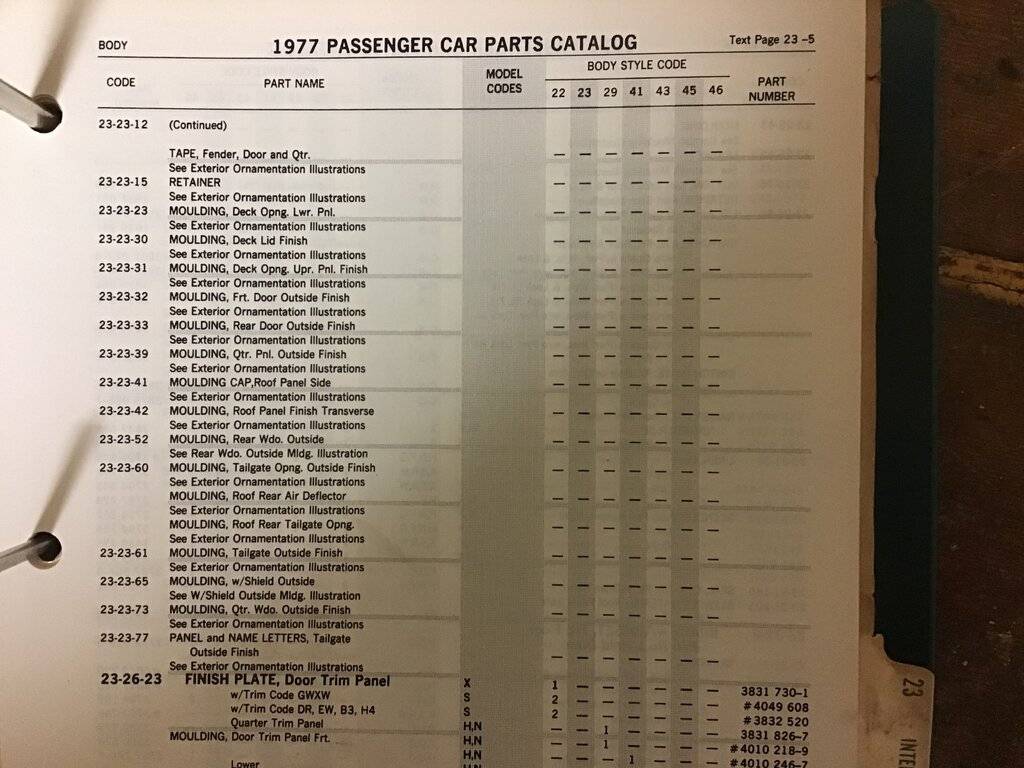 BODY 1977 PASSENGER CAR PARTS CATALOG Text Page 23-5
CODE PART NAME MODEL CODES BODY STYLE CODE PART NUMBER
22 23 29 41 43 45 46
23-23-12 (Continued)
TAPE, Fender, Door and Qtr. — — — — — — —
See Exterior Ornamentation Illustrations
23-23-15 RETAINER — — — — — — —
See Exterior Ornamentation Illustrations
23-23-23 MOULDING, Deck Opng. Lwr. Pnl. — — — — — — —
See Exterior Ornamentation Illustrations
23-23-30 MOULDING, Deck Lid Finish — — — — — — —
See Exterior Ornamentation Illustrations
23-23-31 MOULDING, Deck Opng. Upr. Pnl. Finish — — — — — — —
See Exterior Ornamentation Illustrations
23-23-32 MOULDING, Frt. Door Outside Finish — — — — — — —
See Exterior Ornamentation Illustrations
23-23-33 MOULDING, Rear Door Outside Finish — — — — — — —
See Exterior Ornamentation Illustrations
23-23-39 MOULDING, Qtr. Pnl. Outside Finish — — — — — — —
See Exterior Ornamentation Illustrations
23-23-41 MOULDING CAP,Roof Panel Side — — — — — — —
See Exterior Ornamentation Illustrations
23-23-42 MOULDING, Roof Panel Finish Transverse — — — — — — —
See Exterior Ornamentation Illustrations
23-23-52 MOULDING, Rear Wdo. Outside — — — — — — —
See Rear Wdo. Outside Mldg. Illustration
23-23-60 MOULDING, Tailgate Opng. Outside Finish — — — — — — —
See Exterior Ornamentation Illustrations
MOULDING, Roof Rear Air Deflector — — — — — — —
See Exterior Ornamentation Illustrations
MOULDING, Roof Rear Tailgate Opng. — — — — — — —
See Exterior Ornamentation Illustrations
23-23-61 MOULDING, Tailgate Outside Finish — — — — — — —
See Exterior Ornamentation Illustrations
23-23-65 MOULDING, w/Shield Outside — — — — — — —
See W/Shield Outside Mldg. Illustration
23-23-73 MOULDING, Qtr. Wdo. Outside Finish — — — — — — —
See Exterior Ornamentation Illustrations
23-23-77 PANEL and NAME LETTERS, Tailgate
Outside Finish — — — — — — —
See Exterior Ornamentation Illustrations
23-26-23 FINISH PLATE, Door Trim Panel X 1 — — — — — — 3831 730-1
w/Trim Code GWXW S 2 — — — — — — #4049 608
w/Trim Code DR, EW, B3, H4 S 2 — — — — — — #3832 520
Quarter Trim Panel H,N — — 1 — — — — 3831 826-7
MOULDING, Door Trim Panel Frt. H,N — — 1 — — — — #4010 218-9
Lower H,N — — — 1 — — — #4010 246-7
H,N
23 INTE